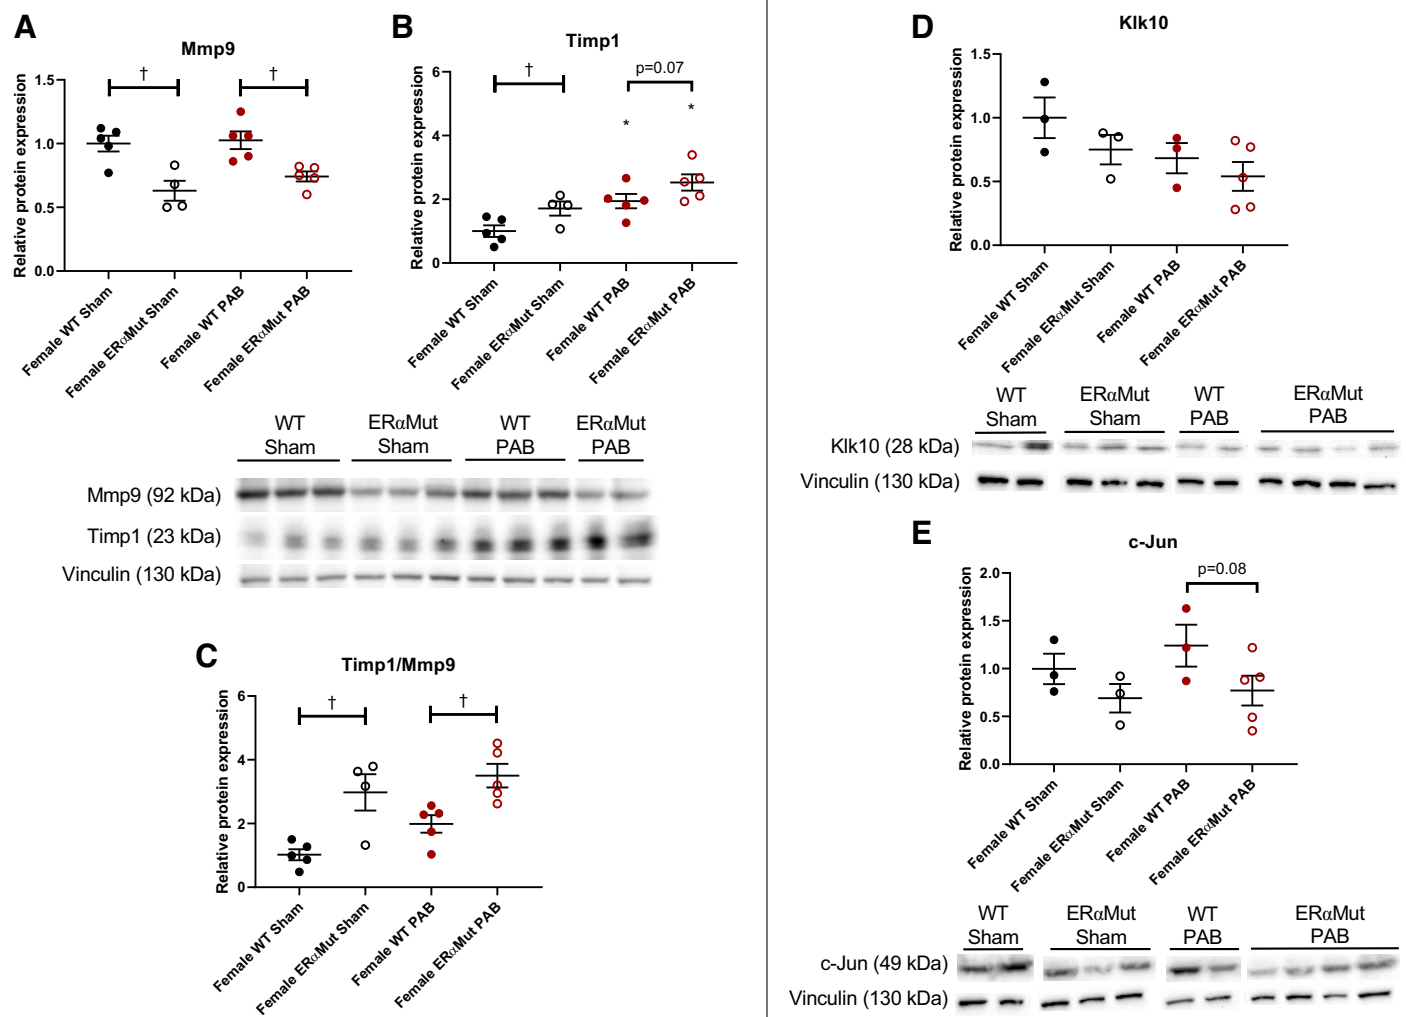 A
Mmp9
Relative protein expression
1.5
1.0
0.5
0.0
†
†
Female WT Sham
Female ERαMut Sham
Female WT PAB
Female ERαMut PAB
B
Timp1
Relative protein expression
6
4
2
0
†
p=0.07
*
*
Female WT Sham
Female ERαMut Sham
Female WT PAB
Female ERαMut PAB
WT
Sham
ERαMut
Sham
WT
PAB
ERαMut
PAB
Mmp9 (92 kDa)
Timp1 (23 kDa)
Vinculin (130 kDa)
C
Timp1/Mmp9
Relative protein expression
6
4
2
0
†
†
Female WT Sham
Female ERαMut Sham
Female WT PAB
Female ERαMut PAB
D
Klk10
Relative protein expression
1.5
1.0
0.5
0.0
Female WT Sham
Female ERαMut Sham
Female WT PAB
Female ERαMut PAB
WT
Sham
ERαMut
Sham
WT
PAB
ERαMut
PAB
Klk10 (28 kDa)
Vinculin (130 kDa)
E
c-Jun
Relative protein expression
2.0
1.5
1.0
0.5
0.0
p=0.08
Female WT Sham
Female ERαMut Sham
Female WT PAB
Female ERαMut PAB
WT
Sham
ERαMut
Sham
WT
PAB
ERαMut
PAB
c-Jun (49 kDa)
Vinculin (130 kDa)